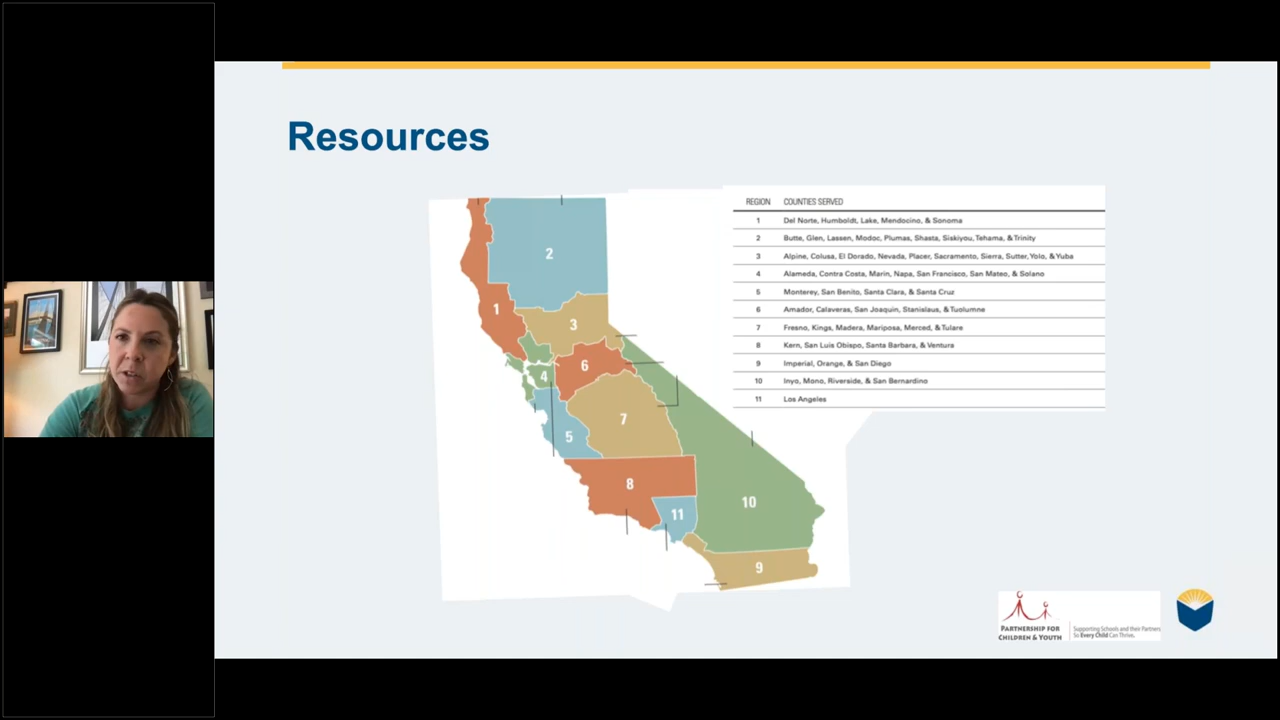 Resources
REGION COUNTIES SERVED
1 Del Norte, Humboldt, Lake, Mendocino, & Sonoma
2 Butte, Glen, Lassen, Modoc, Plumas, Shasta, Siskiyou, Tehama, & Trinity
3 Alpine, Colusa, El Dorado, Nevada, Placer, Sacramento, Sierra, Sutter, Yolo, & Yuba
4 Alameda, Contra Costa, Marin, Napa, San Francisco, San Mateo, & Solano
5 Monterey, San Benito, Santa Clara, & Santa Cruz
6 Amador, Calaveras, San Joaquin, Stanislaus, & Tuolumne
7 Fresno, Kings, Madera, Mariposa, Merced, & Tulare
8 Kern, San Luis Obispo, Santa Barbara, & Ventura
9 Imperial, Orange, & San Diego
10 Inyo, Mono, Riverside, & San Bernardino
11 Los Angeles
2
1
3
6
4
7
5
8
10
11
9
PARTNERSHIP FOR
CHILDREN & YOUTH
Supporting Schools and their Partners
So Every Child Can Thrive.